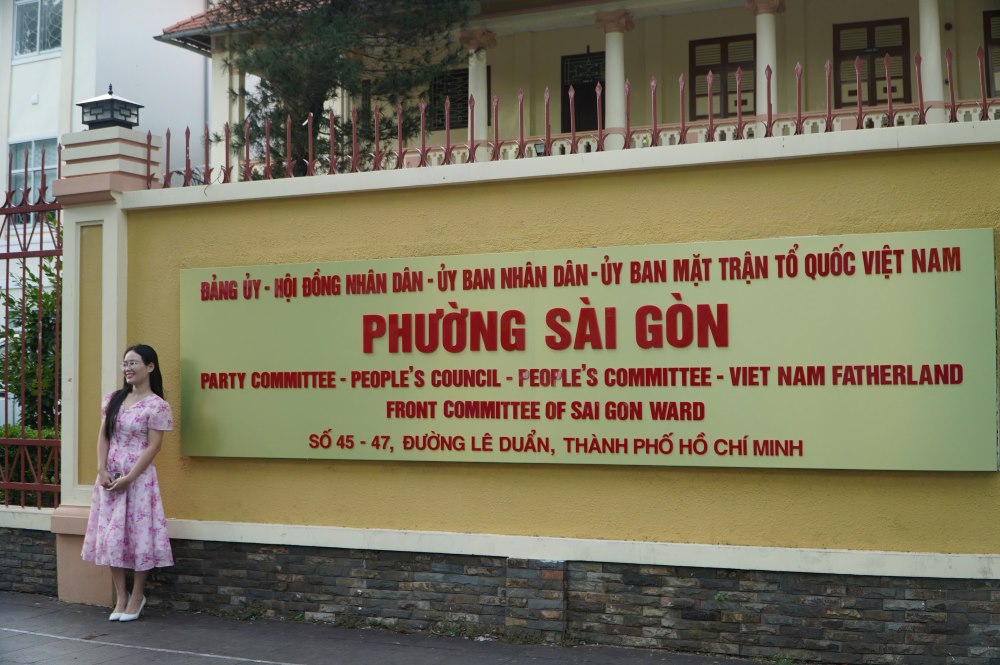 ĐẢNG ỦY - HỘI ĐỒNG NHÂN DÂN - ỦY BAN NHÂN DÂN - ỦY BAN MẶT TRẬN TỔ QUỐC VIỆT NAM
PHƯỜNG SÀI GÒN
PARTY COMMITTEE - PEOPLE'S COUNCIL - PEOPLE'S COMMITTEE - VIET NAM FATHERLAND
FRONT COMMITTEE OF SAI GON WARD
SỐ 45 - 47, ĐƯỜNG LÊ DUẨN, THÀNH PHỐ HỒ CHÍ MINH